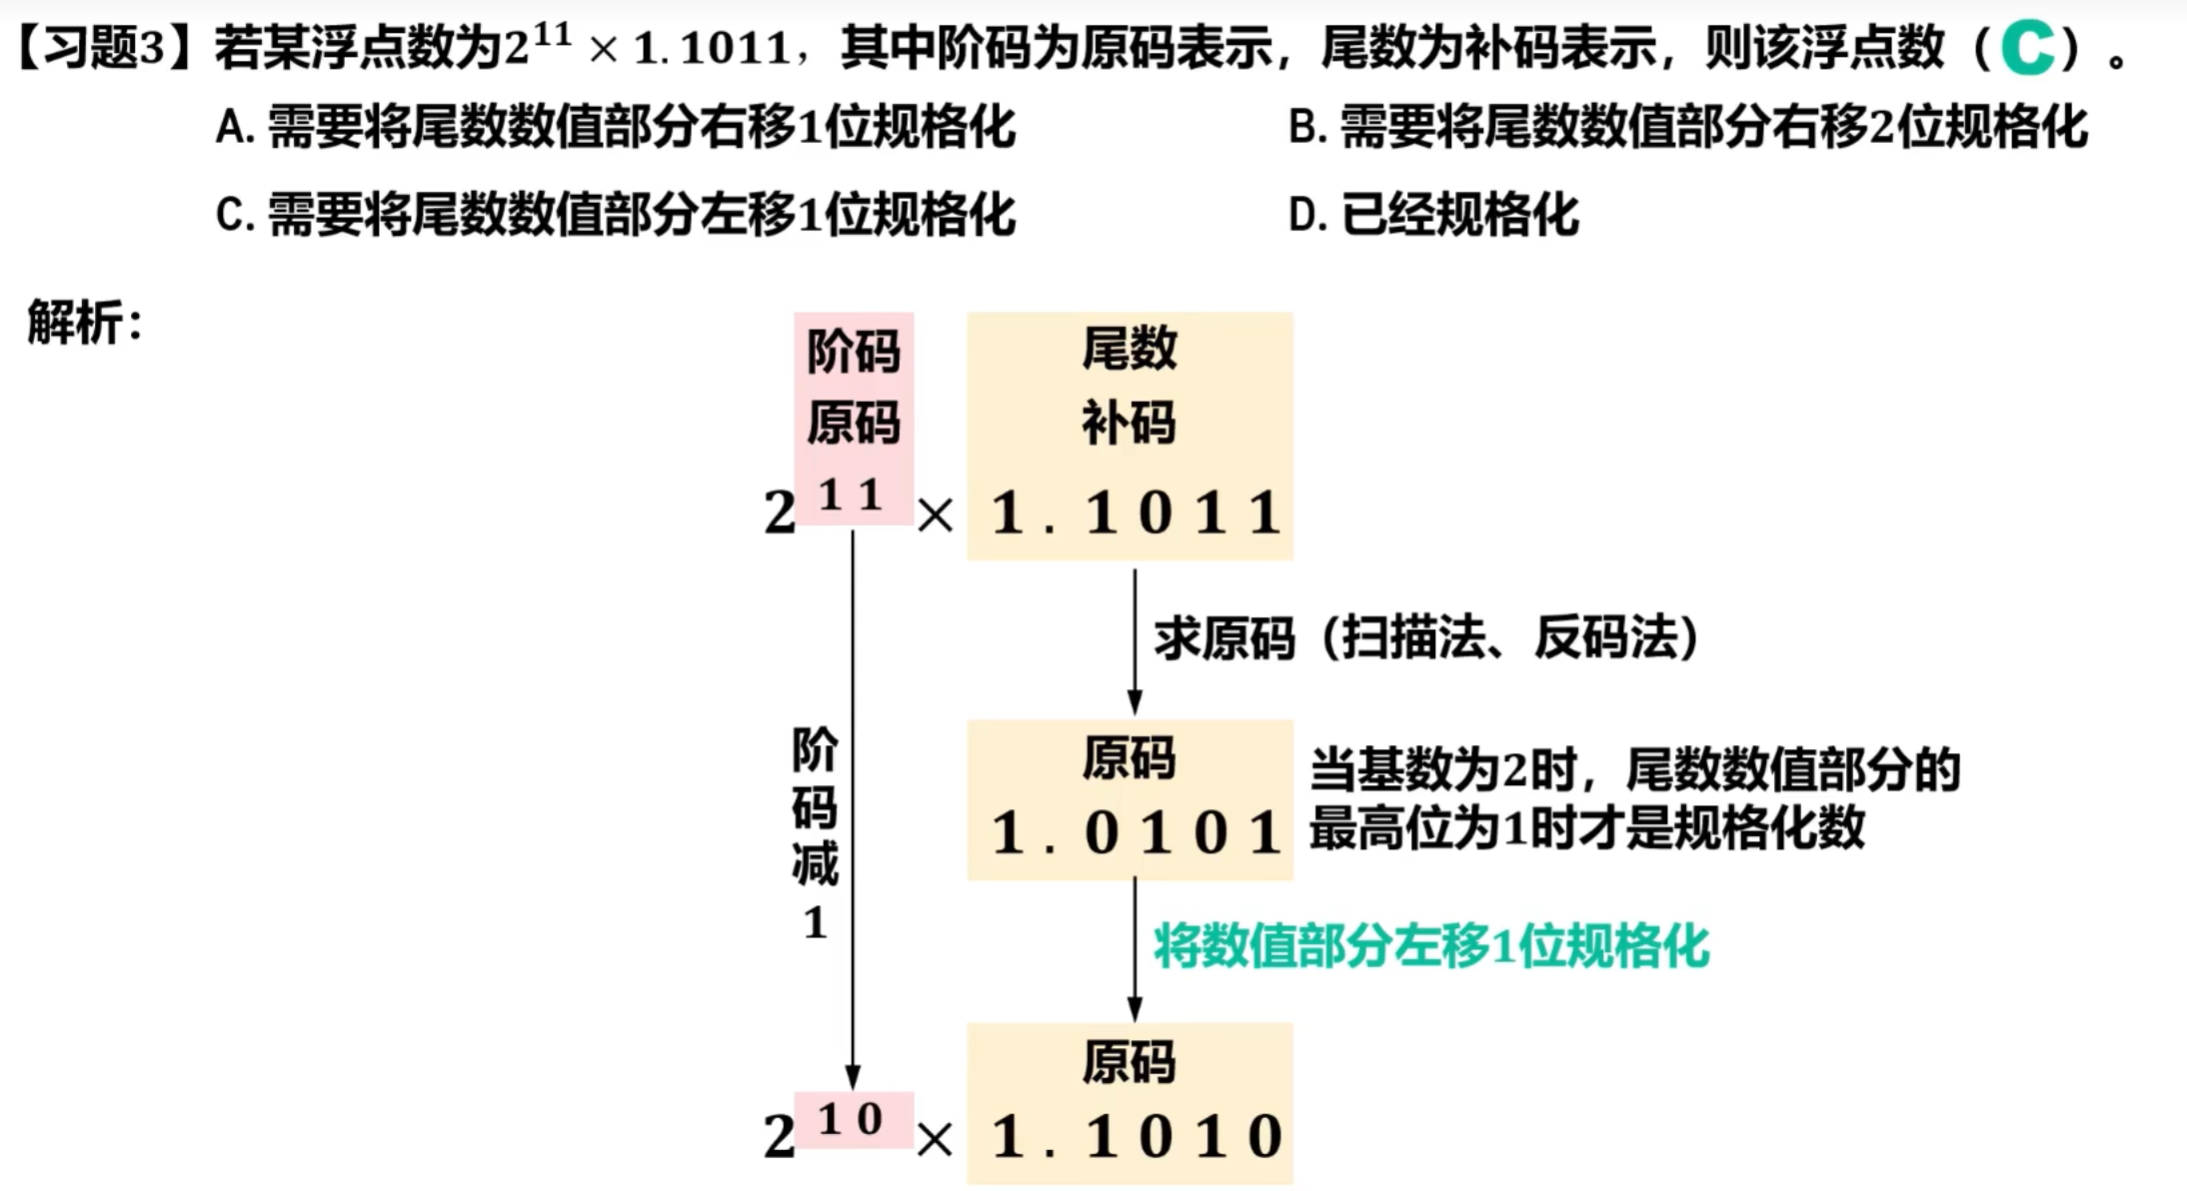 【习题3】若某浮点数为2¹¹ × 1.1011，其中阶码为原码表示，尾数为补码表示，则该浮点数（C）。
A. 需要将尾数数值部分右移1位规格化
B. 需要将尾数数值部分右移2位规格化
C. 需要将尾数数值部分左移1位规格化
D. 已经规格化
解析：
阶码
原码
尾数
补码
2¹¹ × 1.1011
求原码（扫描法、反码法）
阶码减1
原码
1.0101
当基数为2时，尾数数值部分的
最高位为1时才是规格化数
将数值部分左移1位规格化
原码
2¹⁰ × 1.1010